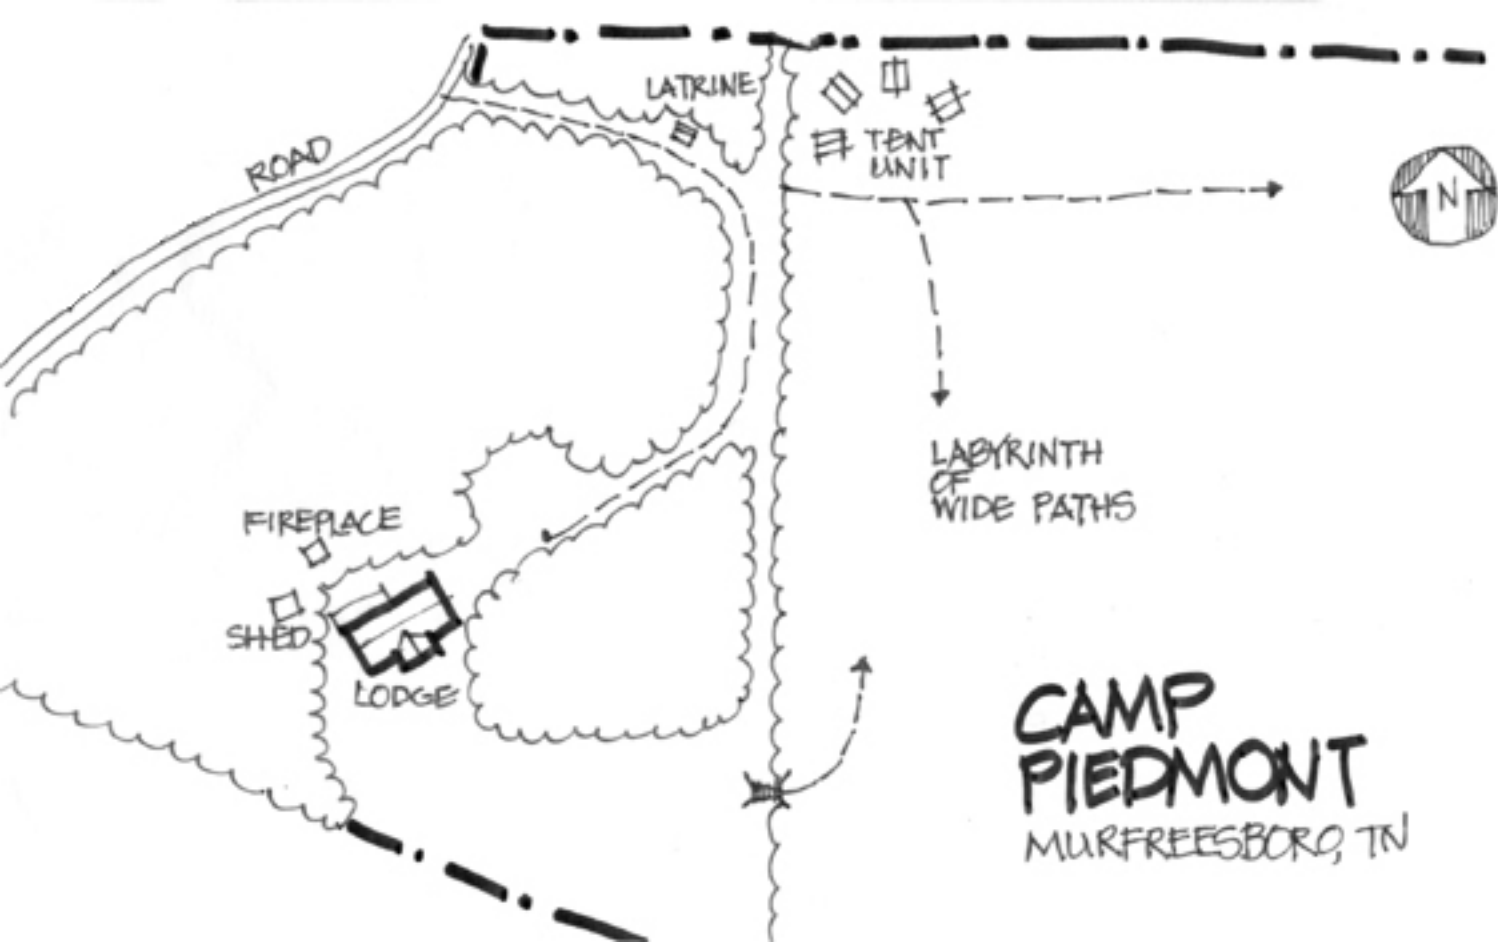 LATRINE
TENT
UNIT
ROAD
N
LABYRINTH
OF
WIDE PATHS
FIREPLACE
SHED
LODGE
CAMP
PIEDMONT
MURFREESBORO, TN